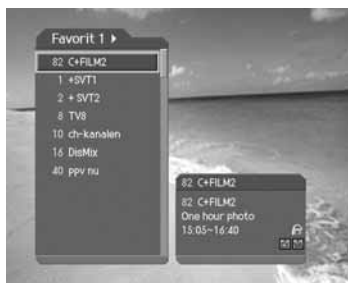 Favorit 1
82 C+FILM2
1 +SVT1
2 + SVT2
8 TV8
10 ch-kanalen
16 DisMix
40 ppv nu
82 C+FILM2
82 C+FILM2
One hour photo
15:05~16:40